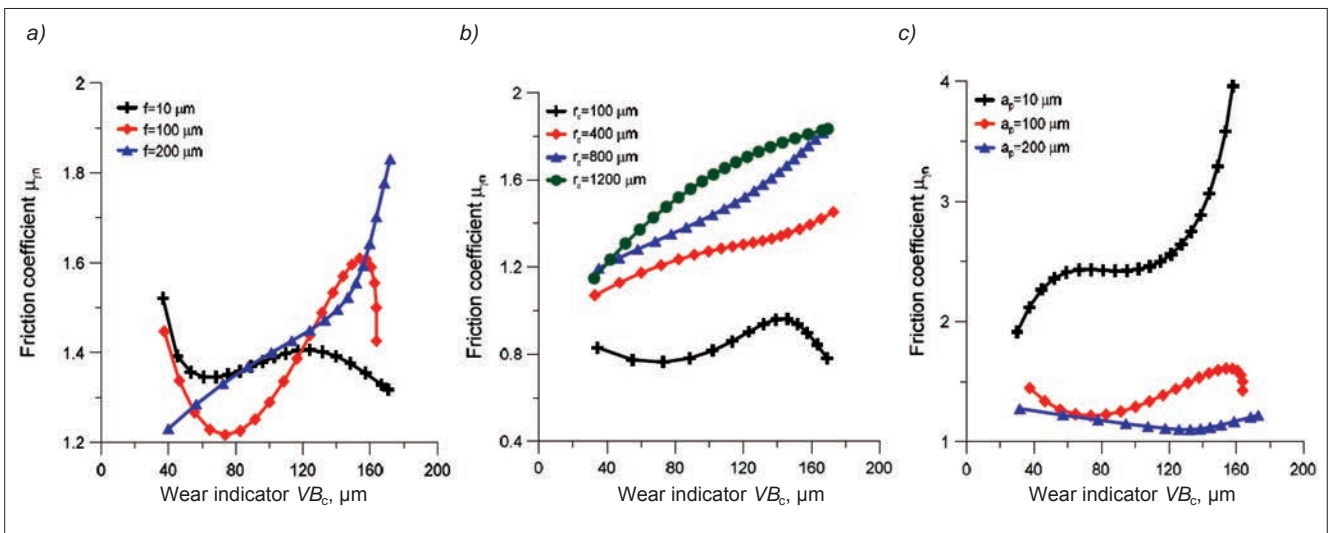 a)
2
1.8
1.6
1.4
1.2
0 40 80 120 160 200
Friction coefficient μγn
f=10 μm
f=100 μm
f=200 μm
Wear indicator VBc, μm
b)
2
1.6
1.2
0.8
0.4
0 40 80 120 160 200
Friction coefficient μγn
rε=100 μm
rε=400 μm
rε=800 μm
rε=1200 μm
Wear indicator VBc, μm
c)
4
3
2
1
0 40 80 120 160 200
Friction coefficient μγn
ap=10 μm
ap=100 μm
ap=200 μm
Wear indicator VBc, μm